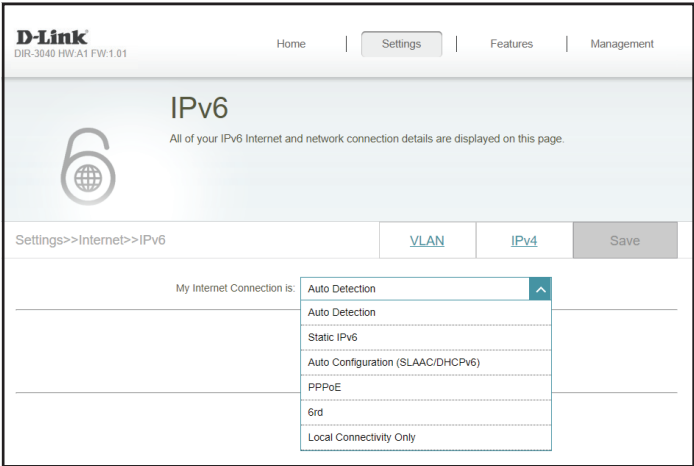 D-Link
DIR-3040 HW:A1 FW:1.01
Home
Settings
Features
Management
IPv6
All of your IPv6 Internet and network connection details are displayed on this page.
Settings>>Internet>>IPv6
VLAN
IPv4
Save
My Internet Connection is:
Auto Detection
Auto Detection
Static IPv6
Auto Configuration (SLAAC/DHCPv6)
PPPoE
6rd
Local Connectivity Only